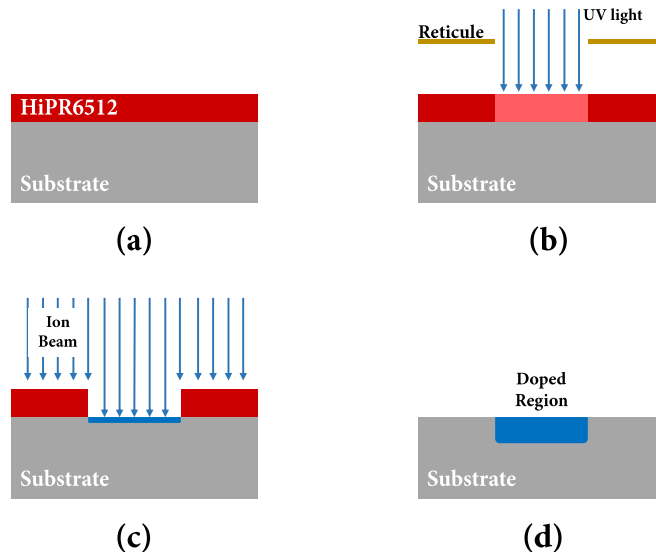 HiPR6512
Substrate
(a)
UV light
Reticule
Substrate
(b)
Ion
Beam
Substrate
(c)
Doped
Region
Substrate
(d)